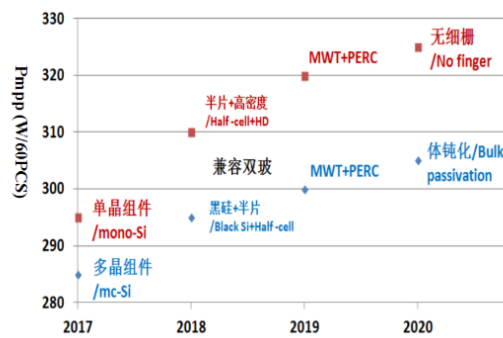 Pmpp (W/60PCS)
330
320
310
300
290
280
2017
2018
2019
2020
单晶组件
/mono-Si
多晶组件
/mc-Si
半片+高密度
/Half-cell+HD
兼容双玻
黑硅+半片
/Black Si+Half-cell
MWT+PERC
MWT+PERC
无细栅
/No finger
体钝化/Bulk
passivation